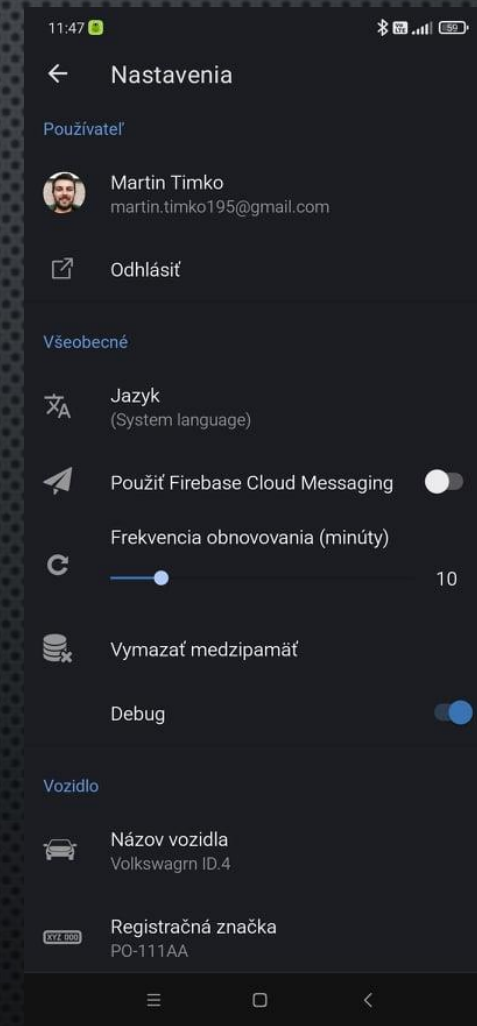 11:47
VoLTE
59
Nastavenia
Používateľ
Martin Timko
martin.timko195@gmail.com
Odhlásiť
Všeobecné
Jazyk
(System language)
Použiť Firebase Cloud Messaging
Frekvencia obnovovania (minúty)
10
Vymazať medzipamäť
Debug
Vozidlo
Názov vozidla
Volkswagrn ID.4
XYZ 000
Registračná značka
PO-111AA